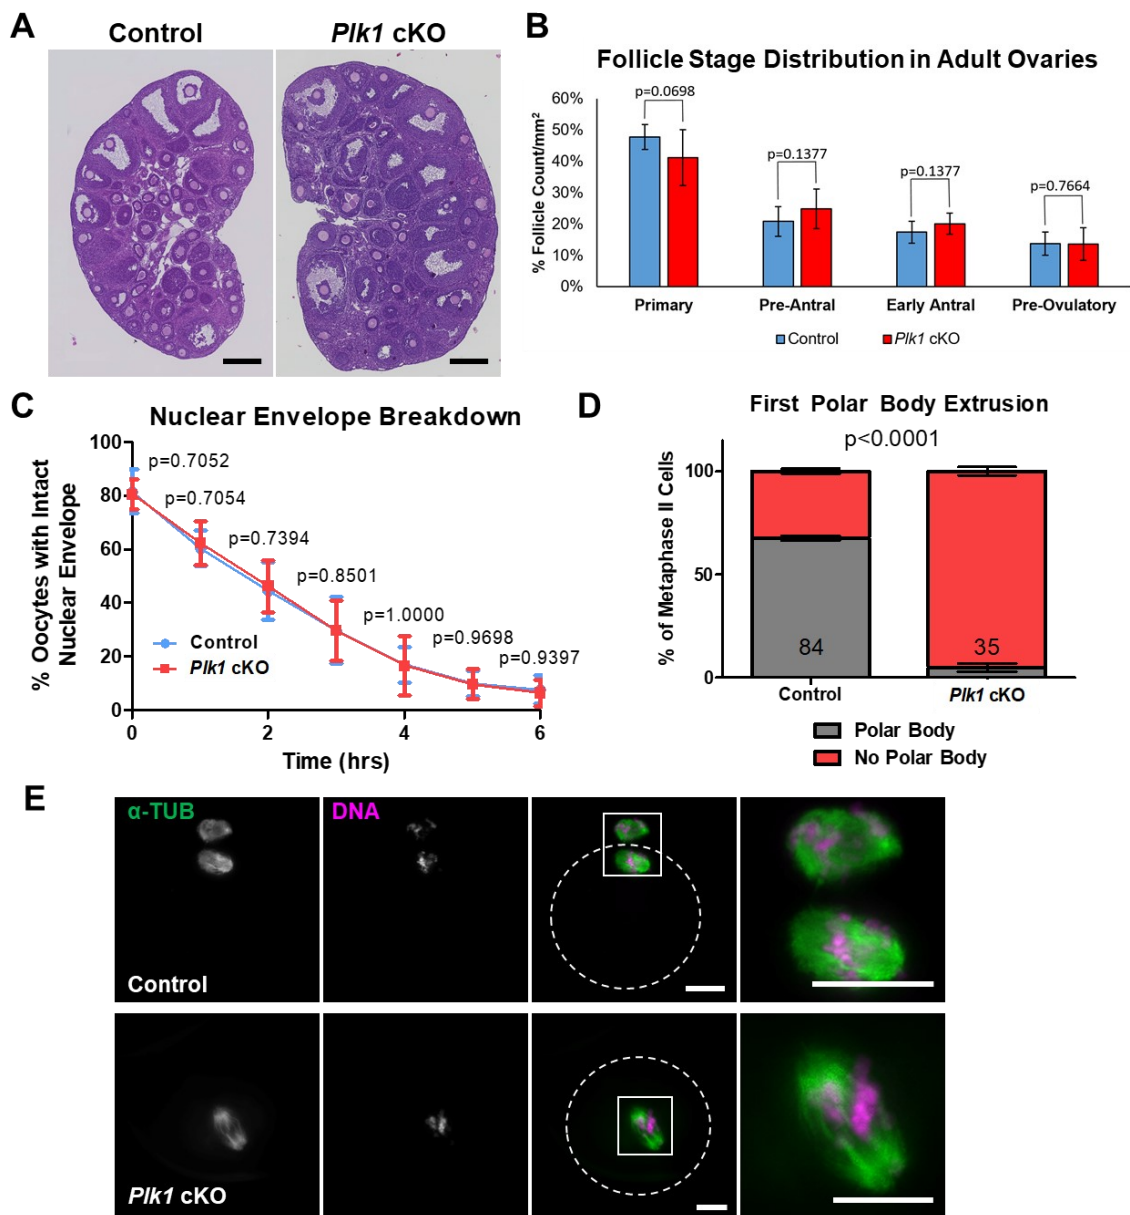 A
Control
Plk1 cKO
B
Follicle Stage Distribution in Adult Ovaries
% Follicle Count/mm²
60%
50%
40%
30%
20%
10%
0%
p=0.0698
p=0.1377
p=0.1377
p=0.7664
Primary
Pre-Antral
Early Antral
Pre-Ovulatory
Control
Plk1 cKO
C
Nuclear Envelope Breakdown
% Oocytes with Intact
Nuclear Envelope
100
80
60
40
20
0
p=0.7052
p=0.7054
p=0.7394
p=0.8501
p=1.0000
p=0.9698
p=0.9397
Control
Plk1 cKO
0
2
4
6
Time (hrs)
D
First Polar Body Extrusion
p<0.0001
% of Metaphase II Cells
100
50
0
84
35
Control
Plk1 cKO
Polar Body
No Polar Body
E
α-TUB
DNA
Control
Plk1 cKO